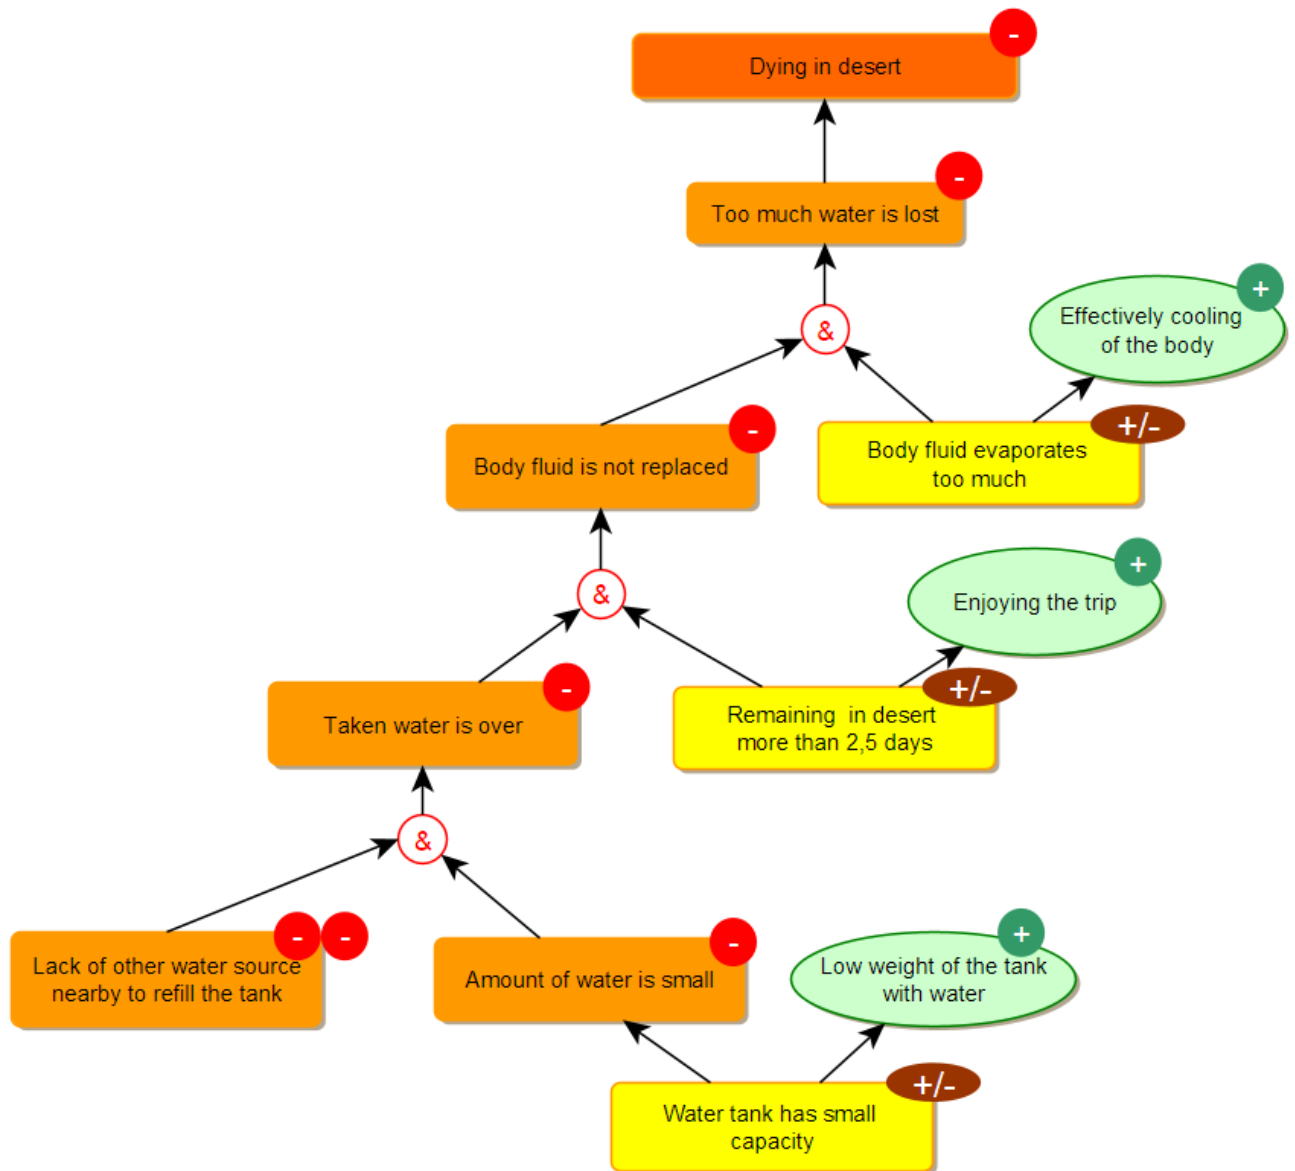 -
Dying in desert
-
Too much water is lost
+
Effectively cooling
of the body
&
-
+/-
Body fluid evaporates
too much
Body fluid is not replaced
+
Enjoying the trip
&
-
+/-
Remaining in desert
more than 2,5 days
Taken water is over
&
- -
Lack of other water source
nearby to refill the tank
-
Amount of water is small
+
Low weight of the tank
with water
+/-
Water tank has small
capacity